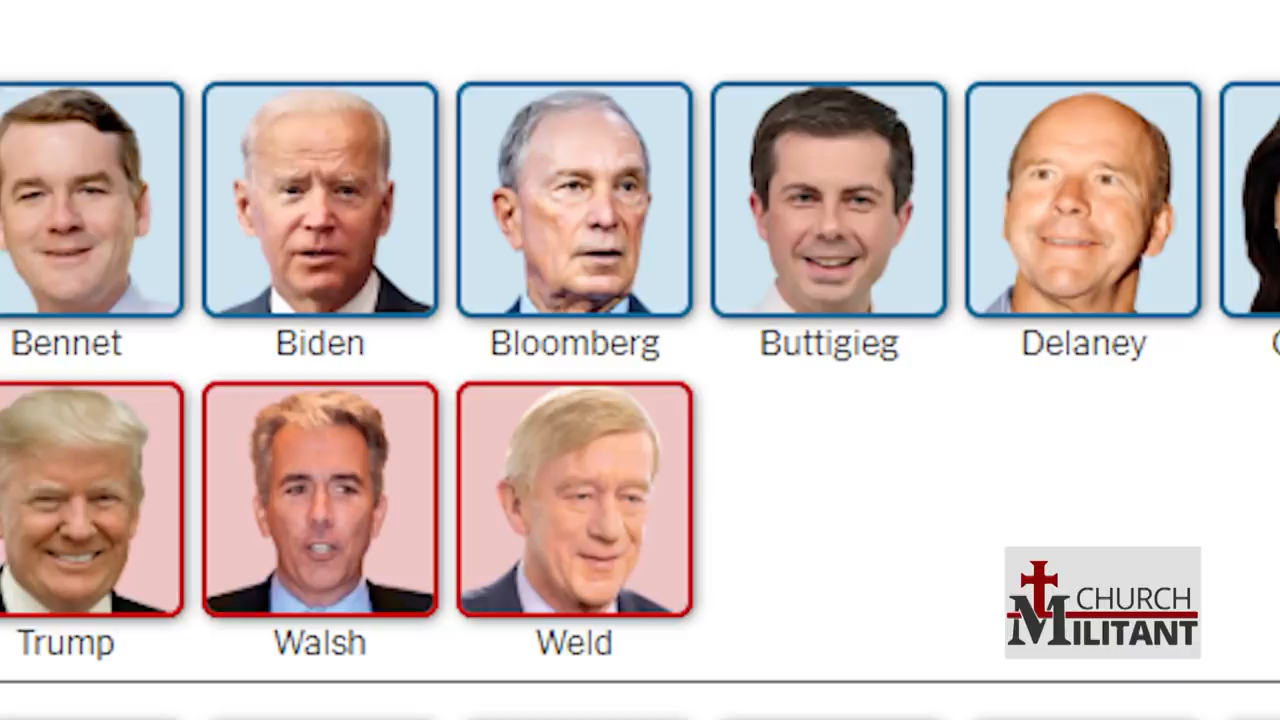 Bennet Biden Bloomberg Buttigieg Delaney
Trump Walsh Weld
CHURCH
MILITANT